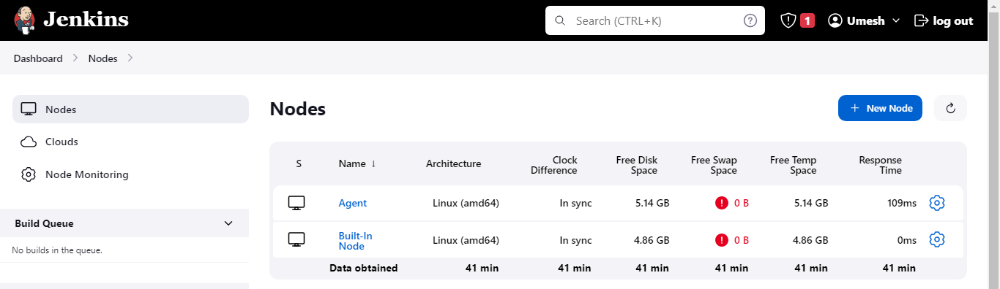 Jenkins
Search (CTRL+K)
?
1
Umesh
log out
Dashboard
Nodes
Nodes
Clouds
Node Monitoring
Build Queue
No builds in the queue.
Nodes
+ New Node
S Name ↓ Architecture Clock Difference Free Disk Space Free Swap Space Free Temp Space Response Time
Agent Linux (amd64) In sync 5.14 GB ! 0 B 5.14 GB 109ms
Built-In Node Linux (amd64) In sync 4.86 GB ! 0 B 4.86 GB 0ms
Data obtained 41 min 41 min 41 min 41 min 41 min 41 min